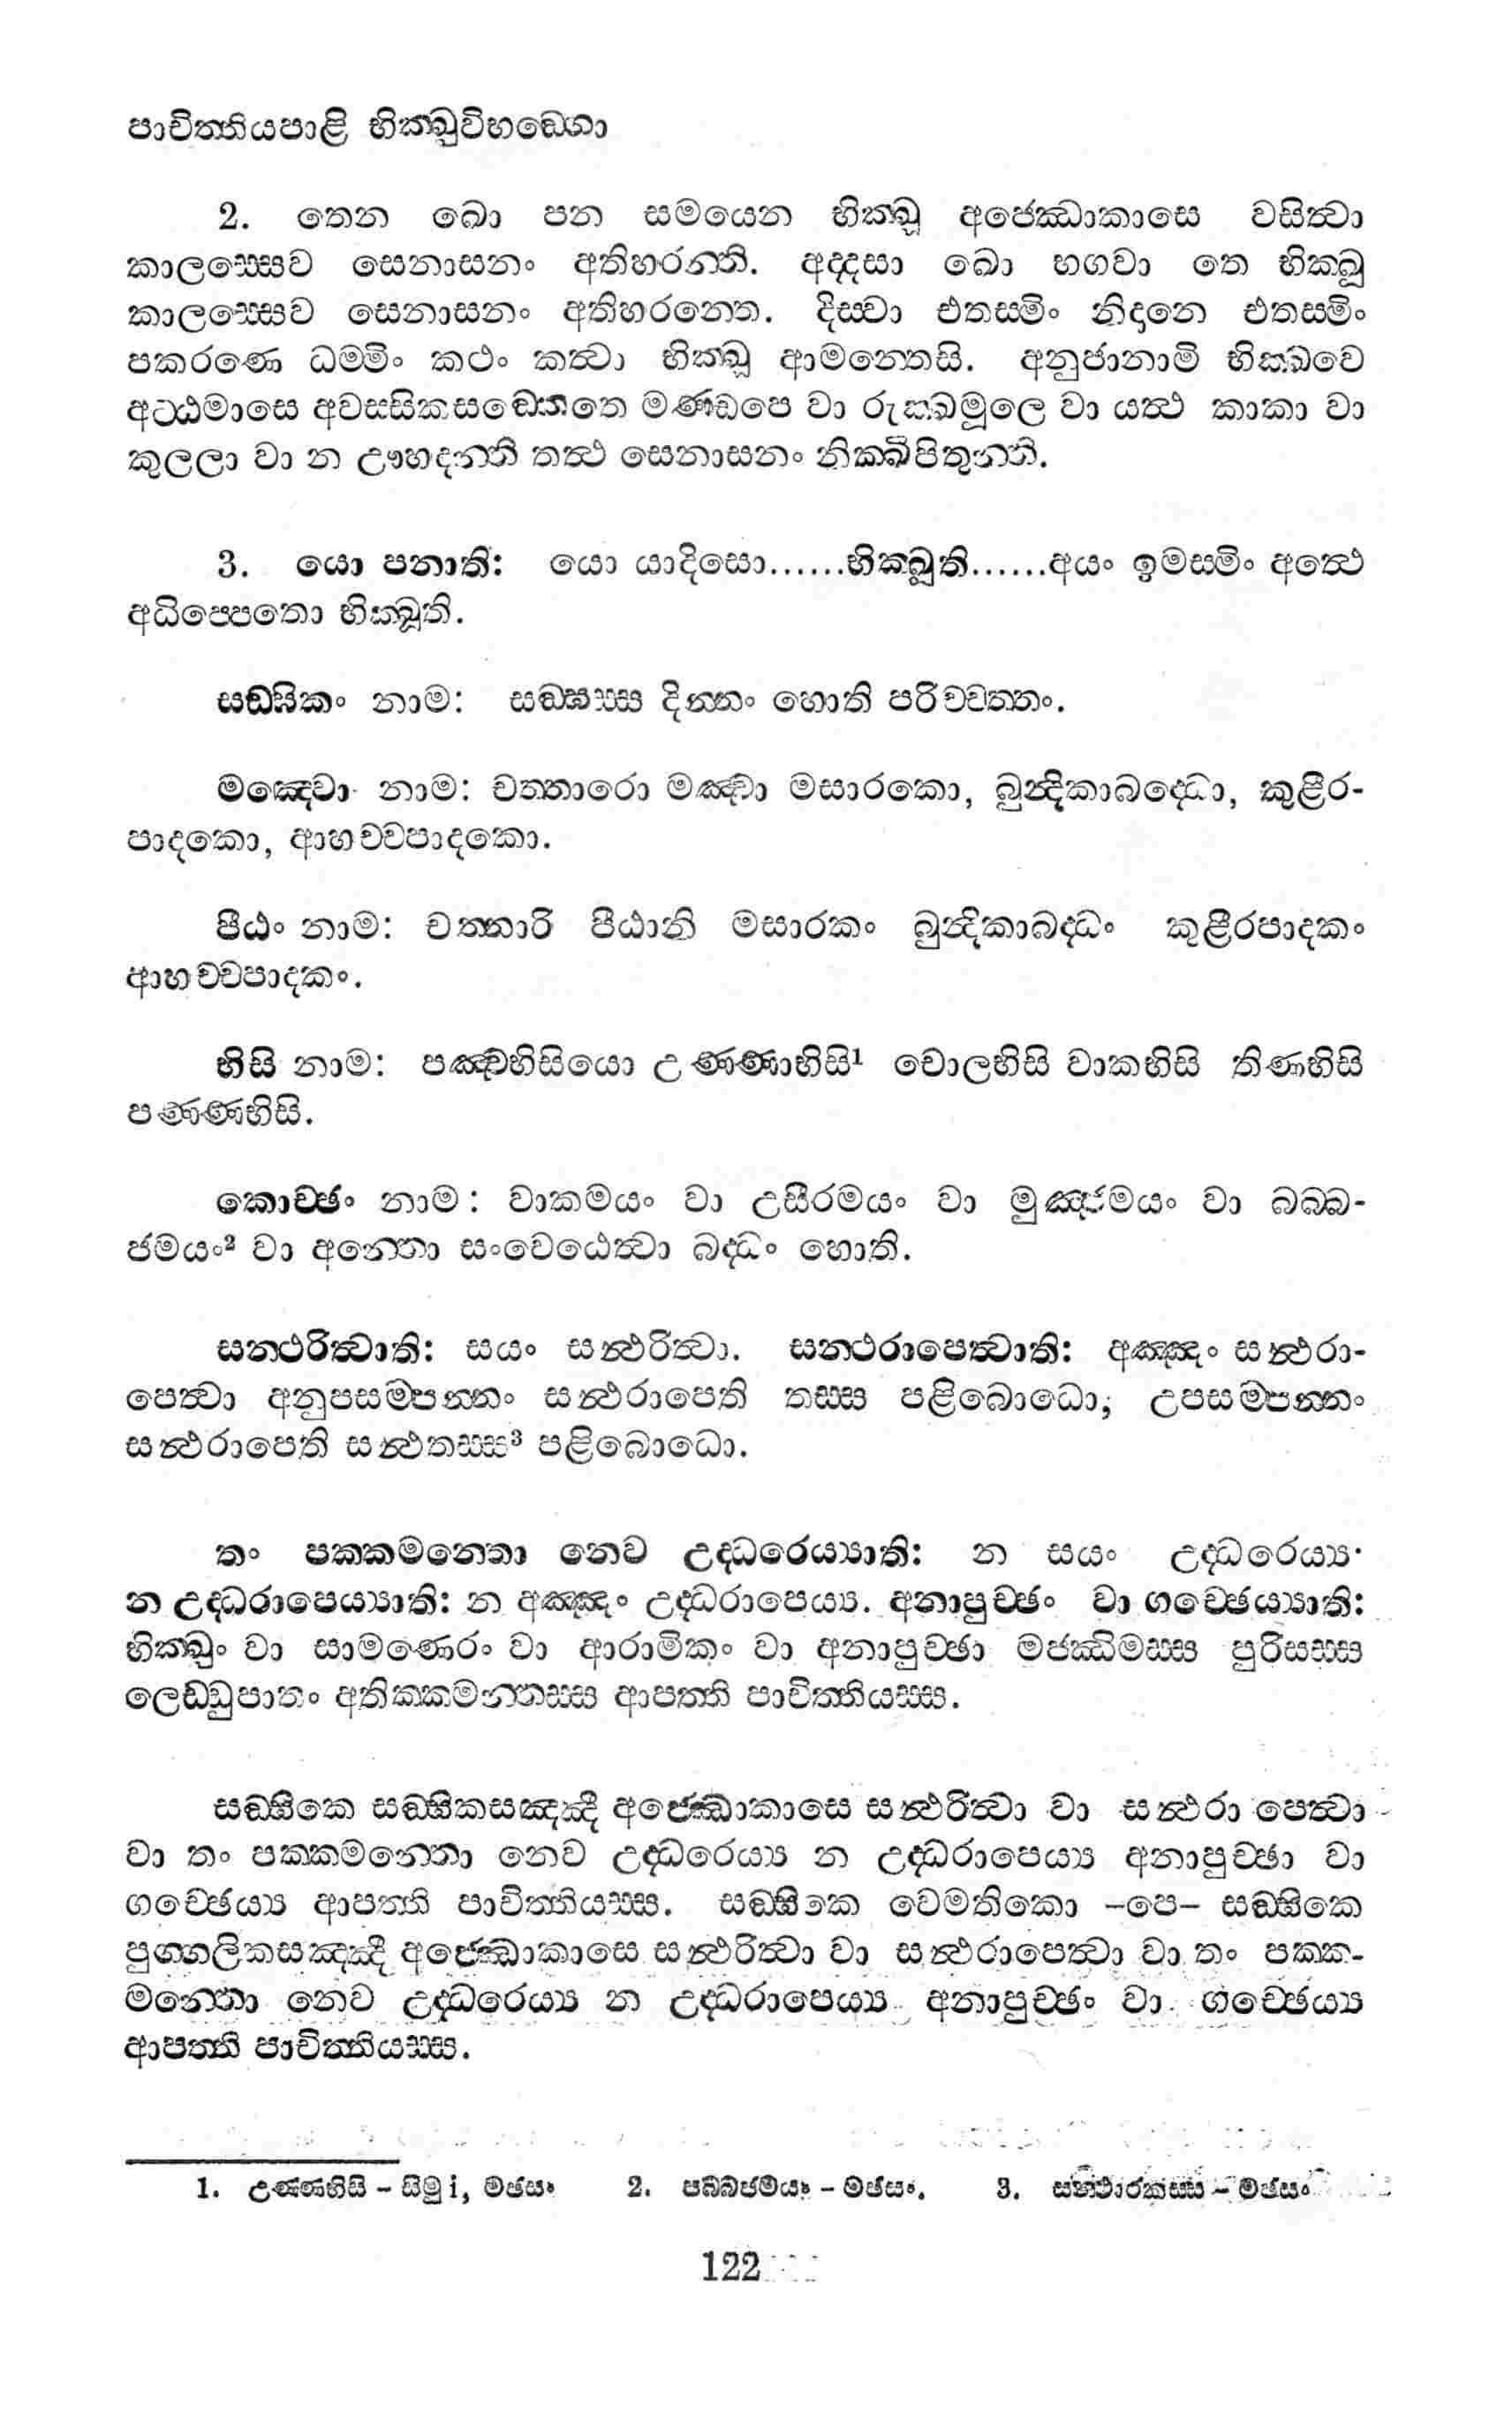 පාචිත්තියපාළි භික්ඛුවිභඞ්ගො
2. තෙන ඛො පන සමයෙන භික්ඛූ අජ්ඣොකාසෙ වසිත්වා
කාලස්සෙව සෙනාසනං අතිහරන්ති. අද්දසා ඛො භගවා තෙ භික්ඛූ
කාලස්සෙව සෙනාසනං අතිහරන්තෙ. දිස්වා එතස්මිං නිදානෙ එතස්මිං
පකරණෙ ධම්මිං කථං කත්වා භික්ඛූ ආමන්තෙසි. අනුජානාමි භික්ඛවෙ
අට්ඨමාසෙ අවස්සිකසඞ්කෙතෙ මණ්ඩපෙ වා රුක්ඛමූලෙ වා යත්ථ කාකා වා
කුලලා වා න ඌහදන්ති තත්ථ සෙනාසනං නික්ඛිපිතුන්ති.
3. යො පනාති: යො යාදිසො......භික්ඛූති......අයං ඉමස්මිං අත්ථෙ
අධිප්පෙතො භික්ඛූති.
සඞ්ඝිකං නාම: සඞ්ඝස්ස දින්නං හොති පරිච්චත්තං.
මඤ්චො නාම: චත්තාරො මඤ්චා මසාරකො, බුන්දිකාබද්ධො, කුළීර-
පාදකො, ආහච්චපාදකො.
පීඨං නාම: චත්තාරි පීඨානි මසාරකං බුන්දිකාබද්ධං කුළීරපාදකං
ආහච්චපාදකං.
භිසි නාම: පඤ්චභිසියො උණ්ණාභිසි¹ චොලභිසි වාකභිසි තිණභිසි
පණ්ණභිසි.
කොච්ඡං නාම: වාකමයං වා උසීරමයං වා මුඤ්ජමයං වා බබ්බ-
ජමයං² වා අන්තො සංවෙඨෙත්වා බද්ධං හොති.
සන්ථරිත්වාති: සයං සන්ථරිත්වා. සන්ථරාපෙත්වාති: අඤ්ඤං සන්ථරා-
පෙත්වා අනුපසම්පන්නං සන්ථරාපෙති තස්ස පළිබොධො, උපසම්පන්නං
සන්ථරාපෙති සන්ථතස්ස³ පළිබොධො.
තං පක්කමන්තො නෙව උද්ධරෙය්‍යාති: න සයං උද්ධරෙය්‍ය.
න උද්ධරාපෙය්‍යාති: න අඤ්ඤං උද්ධරාපෙය්‍ය. අනාපුච්ඡං වා ගච්ඡෙය්‍යාති:
භික්ඛුං වා සාමණෙරං වා ආරාමිකං වා අනාපුච්ඡා මජ්ඣිමස්ස පුරිසස්ස
ලෙඩ්ඩුපාතං අතික්කමන්තස්ස ආපත්ති පාචිත්තියස්ස.
සඞ්ඝිකෙ සඞ්ඝිකසඤ්ඤී අජ්ඣොකාසෙ සන්ථරිත්වා වා සන්ථරාපෙත්වා
වා තං පක්කමන්තො නෙව උද්ධරෙය්‍ය න උද්ධරාපෙය්‍ය අනාපුච්ඡා වා
ගච්ඡෙය්‍ය ආපත්ති පාචිත්තියස්ස. සඞ්ඝිකෙ වෙමතිකො –පෙ– සඞ්ඝිකෙ
පුග්ගලිකසඤ්ඤී අජ්ඣොකාසෙ සන්ථරිත්වා වා සන්ථරාපෙත්වා වා තං පක්ක-
මන්තො නෙව උද්ධරෙය්‍ය න උද්ධරාපෙය්‍ය අනාපුච්ඡං වා ගච්ඡෙය්‍ය
ආපත්ති පාචිත්තියස්ස.
1. උණ්ණභිසි – සීමු i, මඡසං 2. පබ්බජමයං – මඡසං. 3. සන්ථාරකස්ස – මඡසං
122